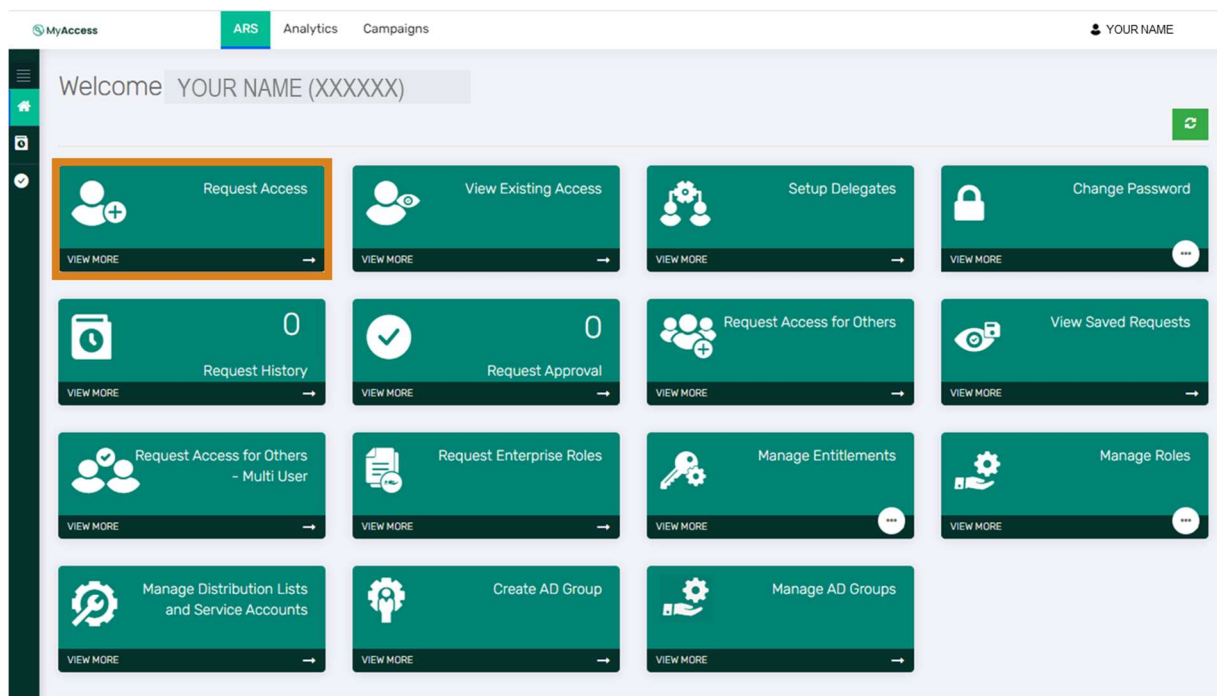 MyAccess
ARS Analytics Campaigns
YOUR NAME
Welcome YOUR NAME (XXXXXX)
Request Access
VIEW MORE
View Existing Access
VIEW MORE
Setup Delegates
VIEW MORE
Change Password
VIEW MORE
0
Request History
VIEW MORE
0
Request Approval
VIEW MORE
Request Access for Others
VIEW MORE
View Saved Requests
VIEW MORE
Request Access for Others
- Multi User
VIEW MORE
Request Enterprise Roles
VIEW MORE
Manage Entitlements
VIEW MORE
Manage Roles
VIEW MORE
Manage Distribution Lists
and Service Accounts
VIEW MORE
Create AD Group
VIEW MORE
Manage AD Groups
VIEW MORE